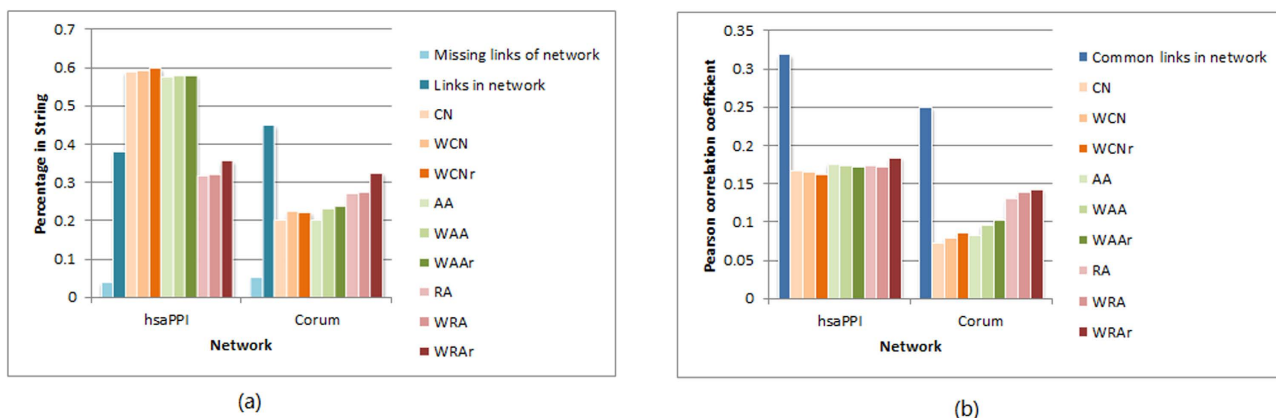 0.7
0.6
0.5
0.4
0.3
0.2
0.1
0
Percentage in String
hsaPPI
Corum
Network
Missing links of network
Links in network
CN
WCN
WCNr
AA
WAA
WAAr
RA
WRA
WRAr
(a)
0.35
0.3
0.25
0.2
0.15
0.1
0.05
0
Pearson correlation coefficient
hsaPPI
Corum
Network
Common links in network
CN
WCN
WCNr
AA
WAA
WAAr
RA
WRA
WRAr
(b)